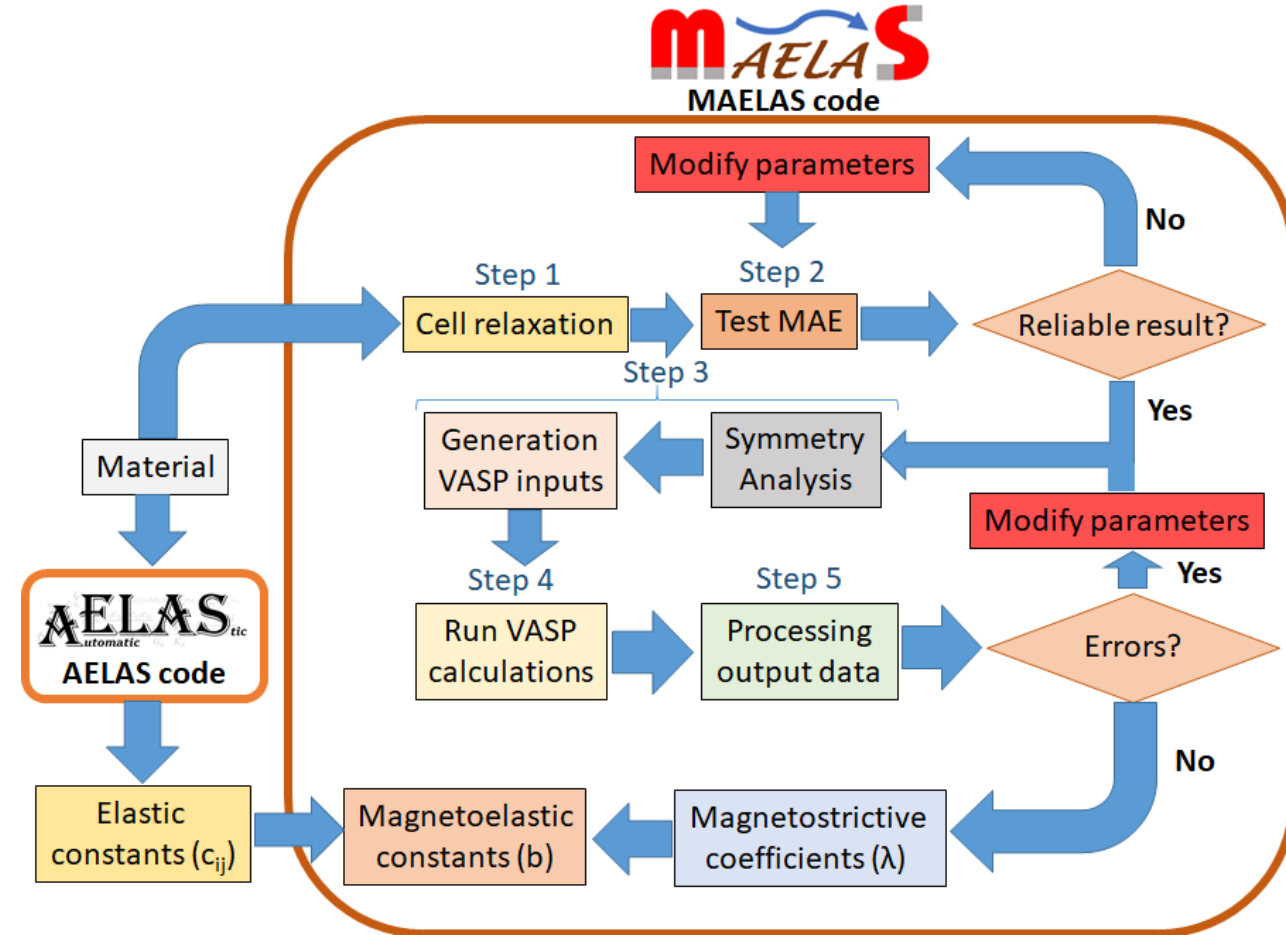 MAELAS
MAELAS code
Modify parameters
No
Step 1
Step 2
Cell relaxation
Test MAE
Reliable result?
Step 3
Yes
Generation
VASP inputs
Symmetry
Analysis
Material
Modify parameters
Yes
Step 4
Step 5
AELAS tic
Automatic
AELAS code
Run VASP
calculations
Processing
output data
Errors?
No
Elastic
constants (cij)
Magnetoelastic
constants (b)
Magnetostrictive
coefficients (λ)